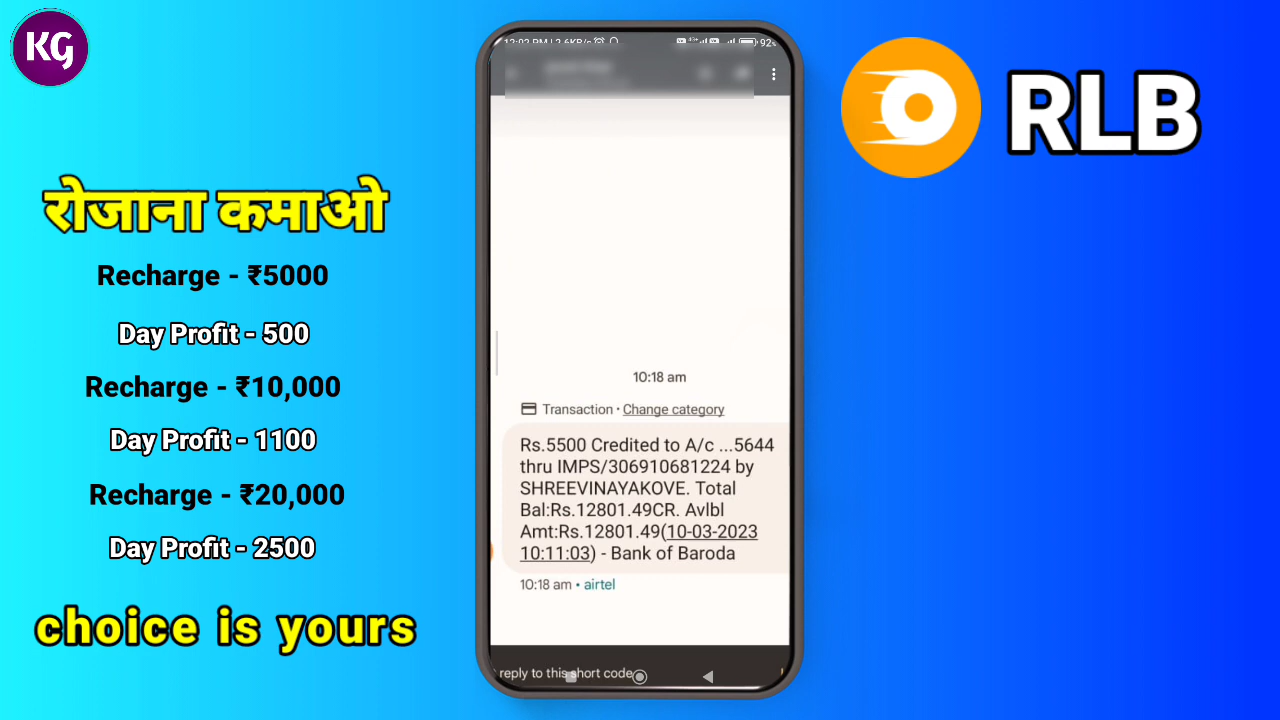 KG
RLB
रोजाना कमाओ
Recharge - ₹5000
Day Profit - 500
Recharge - ₹10,000
Day Profit - 1100
Recharge - ₹20,000
Day Profit - 2500
choice is yours
92%
10:18 am
Transaction • Change category
Rs.5500 Credited to A/c ...5644
thru IMPS/306910681224 by
SHREEVINAYAKOVE. Total
Bal:Rs.12801.49CR. Avlbl
Amt:Rs.12801.49(10-03-2023
10:11:03) - Bank of Baroda
10:18 am • airtel
reply to this short code